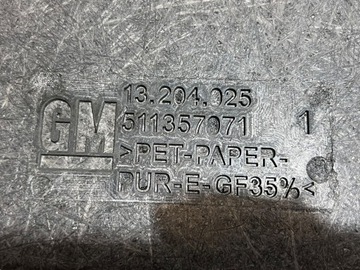 GM
13.204.025
511357071 1
>PET-PAPER-
PUR-E-GF35%<